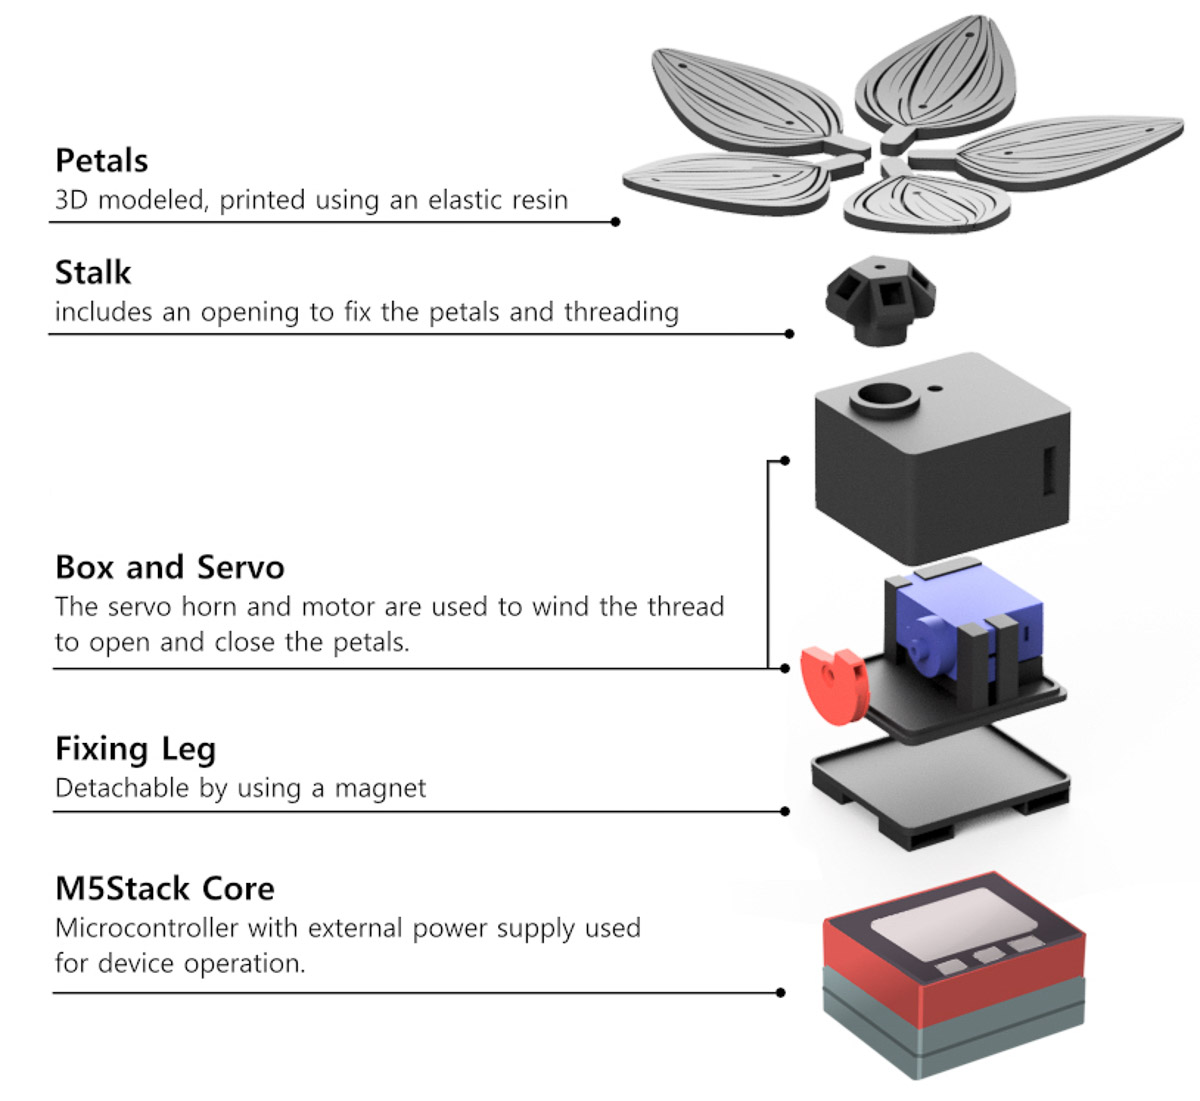 Petals
3D modeled, printed using an elastic resin
Stalk
includes an opening to fix the petals and threading
Box and Servo
The servo horn and motor are used to wind the thread
to open and close the petals.
Fixing Leg
Detachable by using a magnet
M5Stack Core
Microcontroller with external power supply used
for device operation.